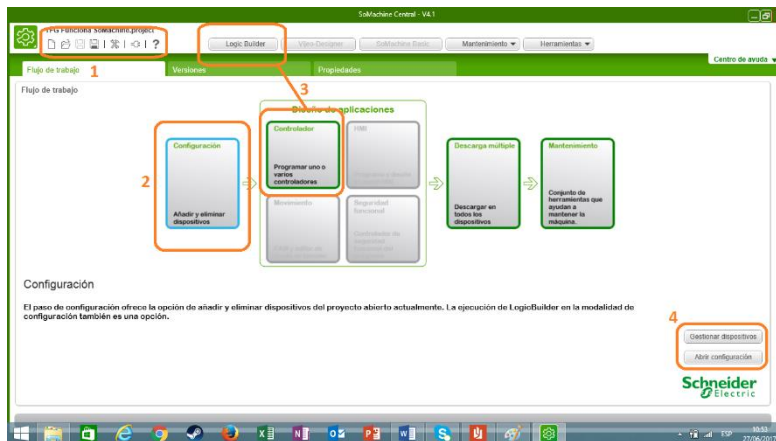 SoMachine Central - V4.1
TFG Funciona SoMachine.project
Logic Builder
Vijeo-Designer
SoMachine Basic
Mantenimiento
Herramientas
Centro de ayuda
Flujo de trabajo
1
Versiones
Propiedades
Flujo de trabajo
3
Diseño de aplicaciones
2
Configuración
Añadir y eliminar
dispositivos
Controlador
Programar uno o
varios
controladores
HMI
Movimiento
Seguridad
funcional
Descarga múltiple
Descargar en
todos los
dispositivos
Mantenimiento
Conjunto de
herramientas que
ayudan a
mantener la
máquina.
Configuración
El paso de configuración ofrece la opción de añadir y eliminar dispositivos del proyecto abierto actualmente. La ejecución de LogicBuilder en la modalidad de
configuración también es una opción.
4
Gestionar dispositivos
Abrir configuración
Schneider
Electric
ESP
10:53